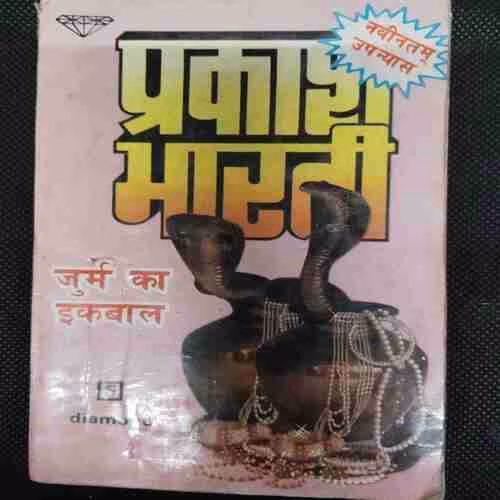 नवीनतम्
उपन्यास
प्रकाश
भारती
जुर्म का
इकबाल